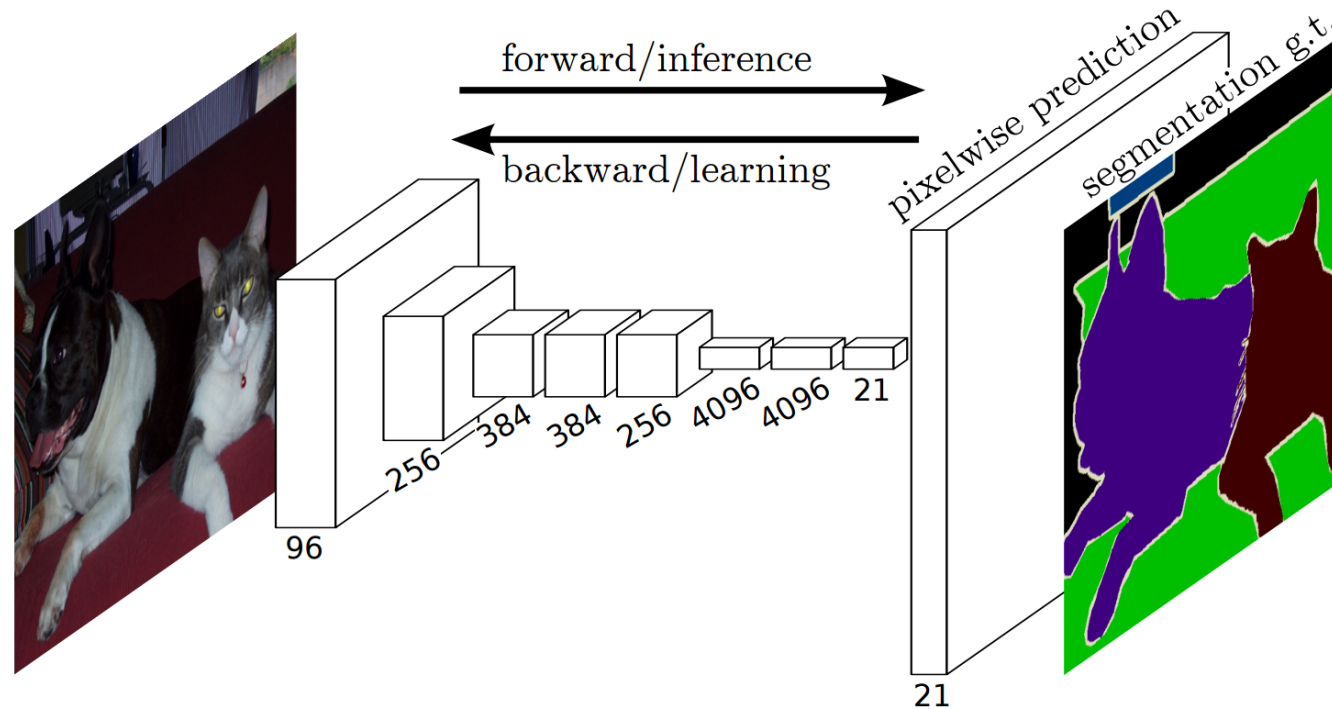 forward/inference
backward/learning
pixelwise prediction
segmentation g.t.
96
256
384
384
256
4096
4096
21
21